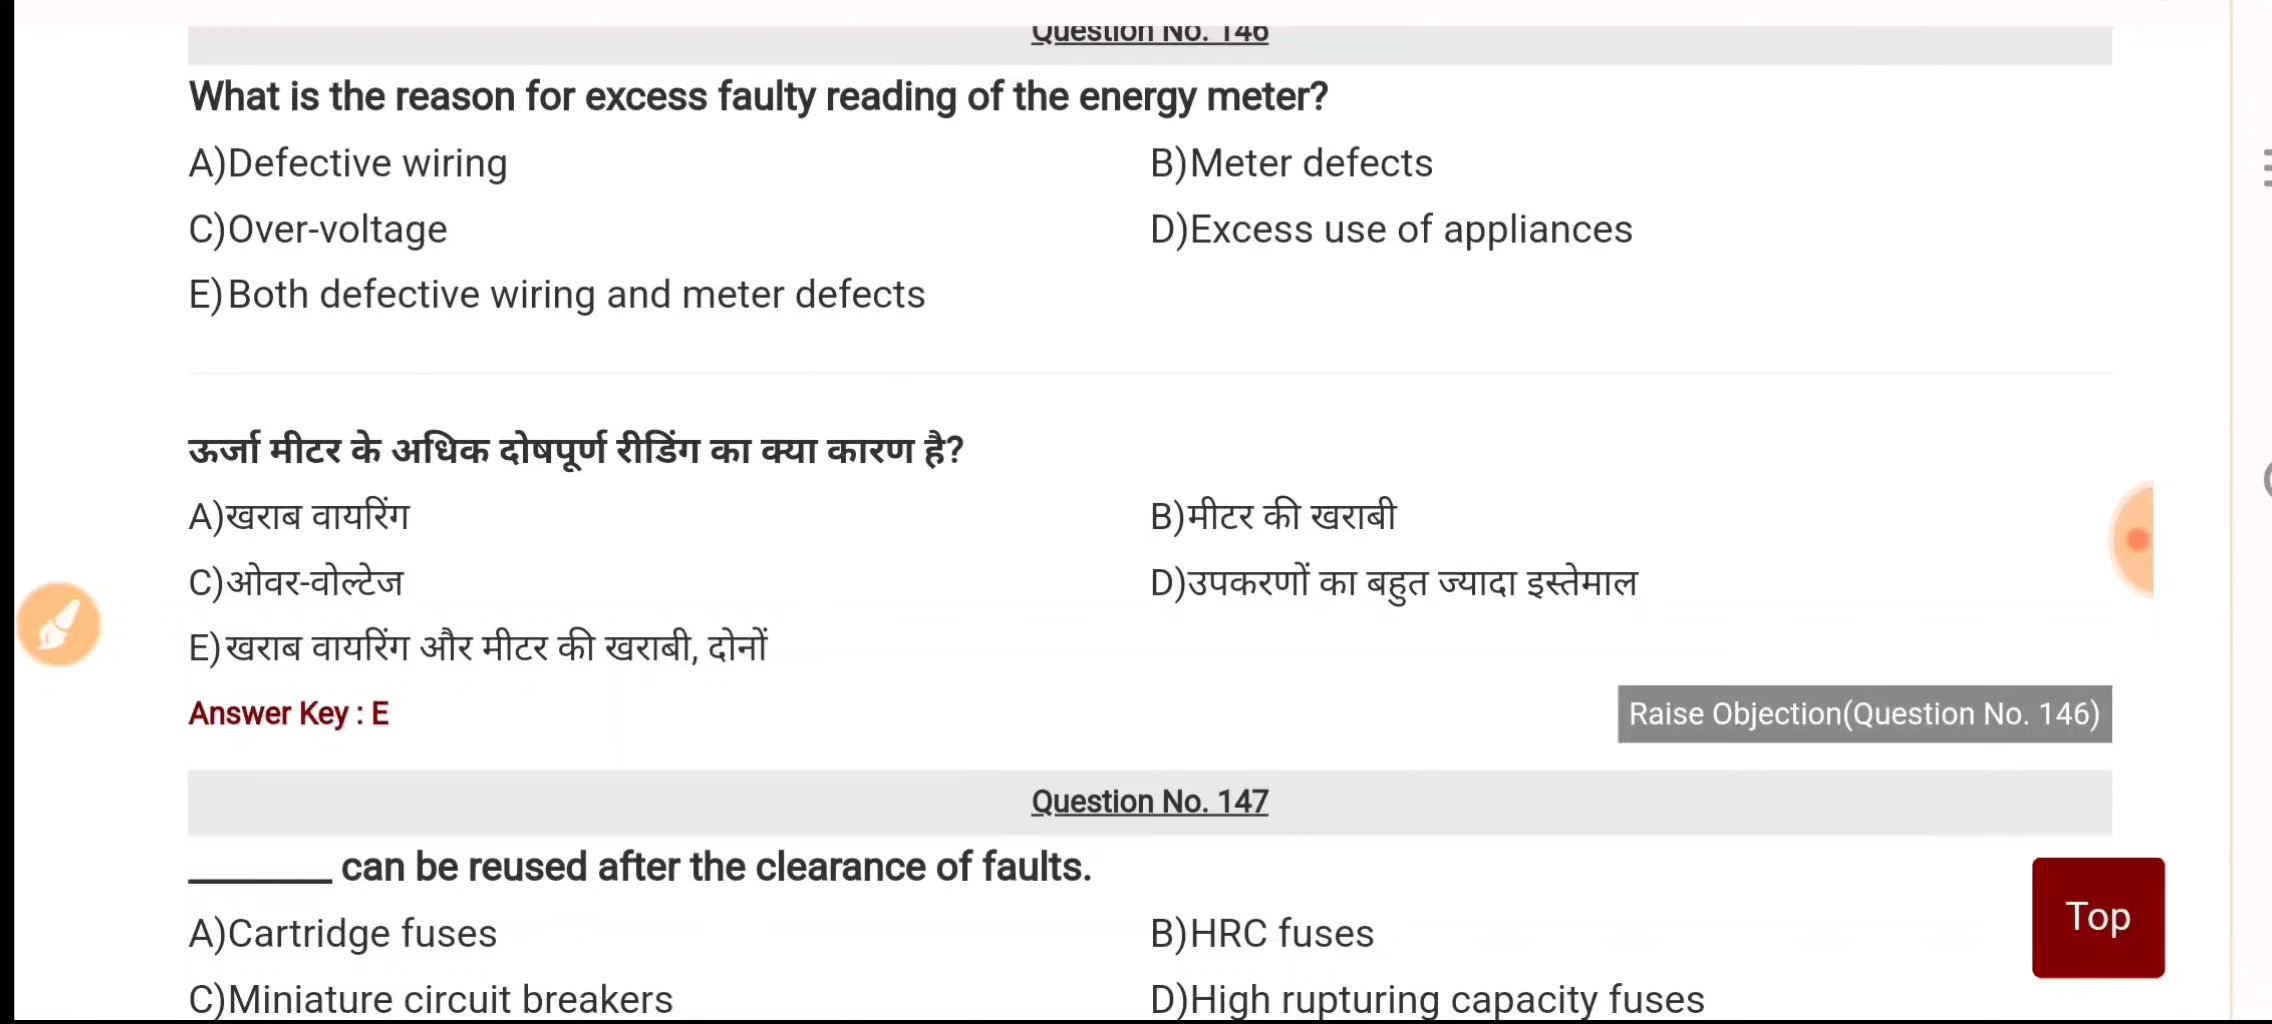 Question No. 146
What is the reason for excess faulty reading of the energy meter?
A)Defective wiring
B)Meter defects
C)Over-voltage
D)Excess use of appliances
E)Both defective wiring and meter defects
ऊर्जा मीटर के अधिक दोषपूर्ण रीडिंग का क्या कारण है?
A)खराब वायरिंग
B)मीटर की खराबी
C)ओवर-वोल्टेज
D)उपकरणों का बहुत ज्यादा इस्तेमाल
E)खराब वायरिंग और मीटर की खराबी, दोनों
Answer Key : E
Raise Objection(Question No. 146)
Question No. 147
________ can be reused after the clearance of faults.
A)Cartridge fuses
B)HRC fuses
Top
C)Miniature circuit breakers
D)High rupturing capacity fuses